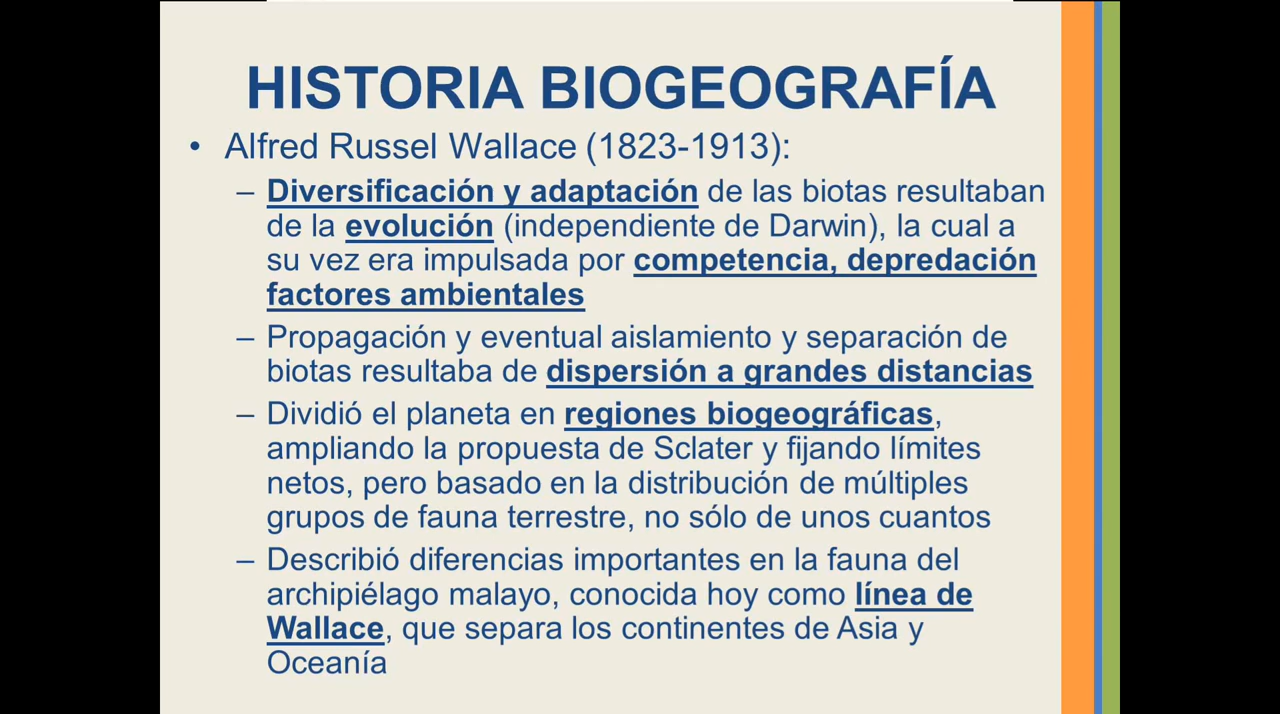 HISTORIA BIOGEOGRAFÍA
• Alfred Russel Wallace (1823-1913):
– Diversificación y adaptación de las biotas resultaban
de la evolución (independiente de Darwin), la cual a
su vez era impulsada por competencia, depredación
factores ambientales
– Propagación y eventual aislamiento y separación de
biotas resultaba de dispersión a grandes distancias
– Dividió el planeta en regiones biogeográficas,
ampliando la propuesta de Sclater y fijando límites
netos, pero basado en la distribución de múltiples
grupos de fauna terrestre, no sólo de unos cuantos
– Describió diferencias importantes en la fauna del
archipiélago malayo, conocida hoy como línea de
Wallace, que separa los continentes de Asia y
Oceanía